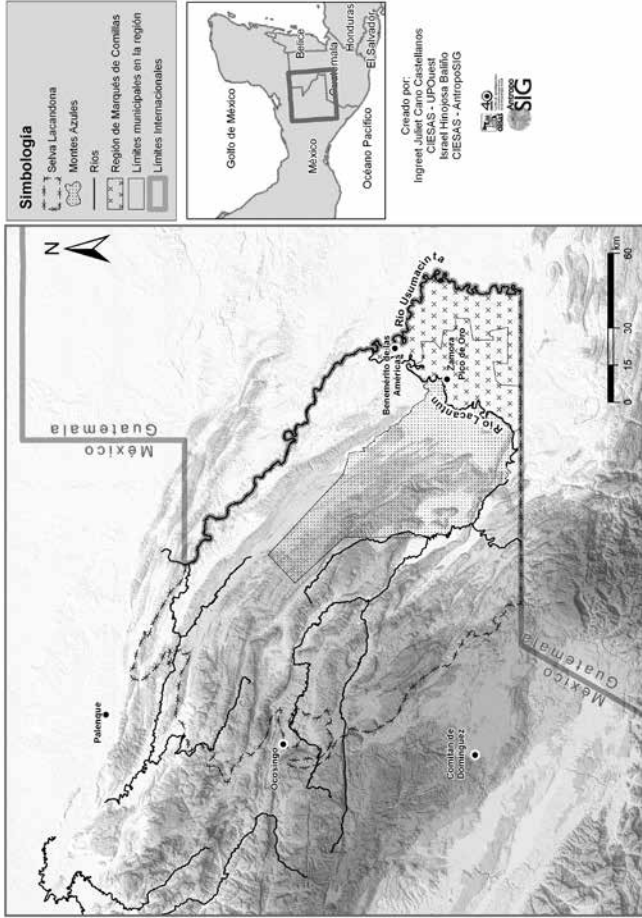 Simbología
Selva Lacandona
Montes Azules
Ríos
Región de Marqués de Comillas
Límites municipales en la región
Límites Internacionales
Golfo de México
Belice
México
Guatemala
Honduras
El Salvador
Océano Pacífico
Creado por:
Ingreet Juliet Cano Castellanos
CIESAS - UPOuest
Israel Hinojosa Baliño
CIESAS - AntropoSIG
40
Antropo
SIG
N
México
Guatemala
Palenque
Ocosingo
Comitán de
Domínguez
Benemérito de las
Américas
Río Usumacinta
Zamora
Pico de Oro
Río Lacantún
México
Guatemala
0 15 30 60
km